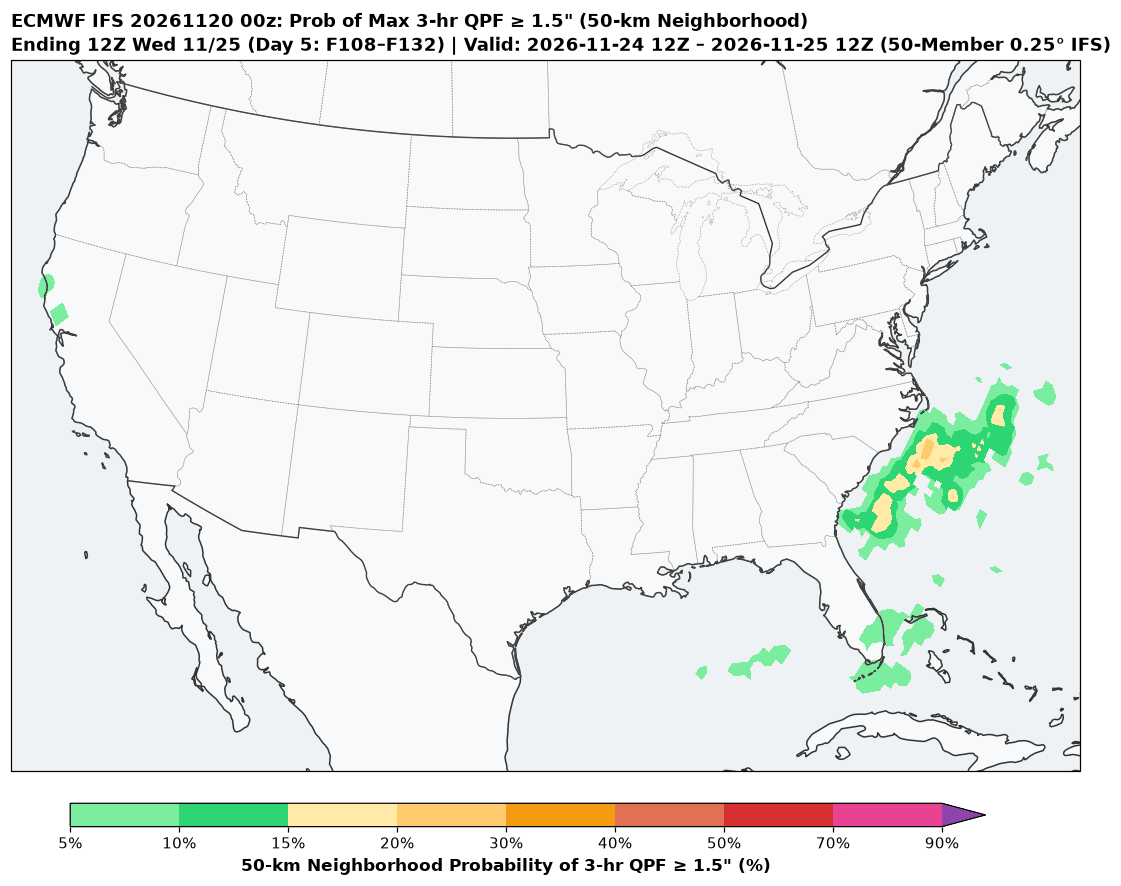 ECMWF IFS 20261120 00z: Prob of Max 3-hr QPF ≥ 1.5" (50-km Neighborhood)
Ending 12Z Wed 11/25 (Day 5: F108–F132) | Valid: 2026-11-24 12Z – 2026-11-25 12Z (50-Member 0.25° IFS)
5% 10% 15% 20% 30% 40% 50% 70% 90%
50-km Neighborhood Probability of 3-hr QPF ≥ 1.5" (%)